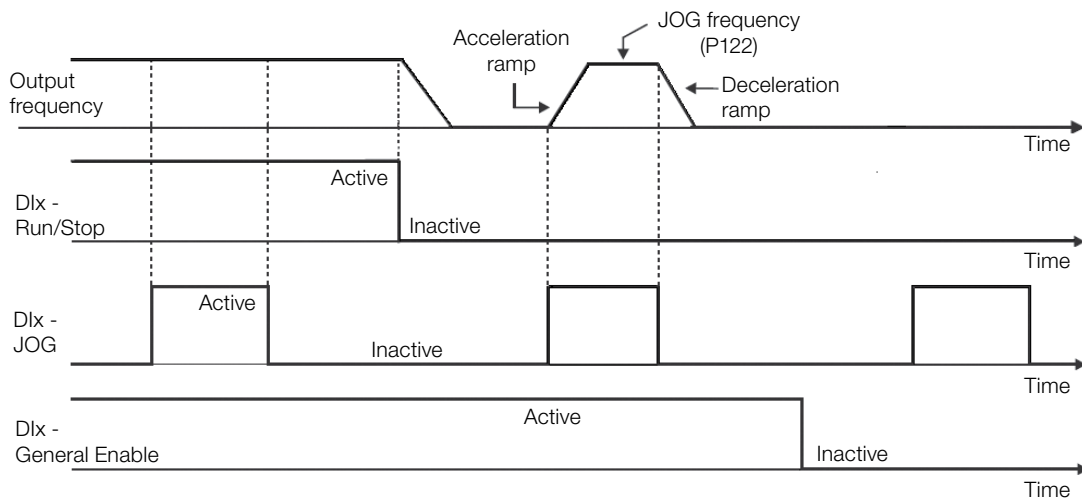 JOG frequency
(P122)
Acceleration
ramp
Output
frequency
Deceleration
ramp
Time
Active
DIx -
Run/Stop
Inactive
Time
Active
DIx -
JOG
Inactive
Time
Active
DIx -
General Enable
Inactive
Time